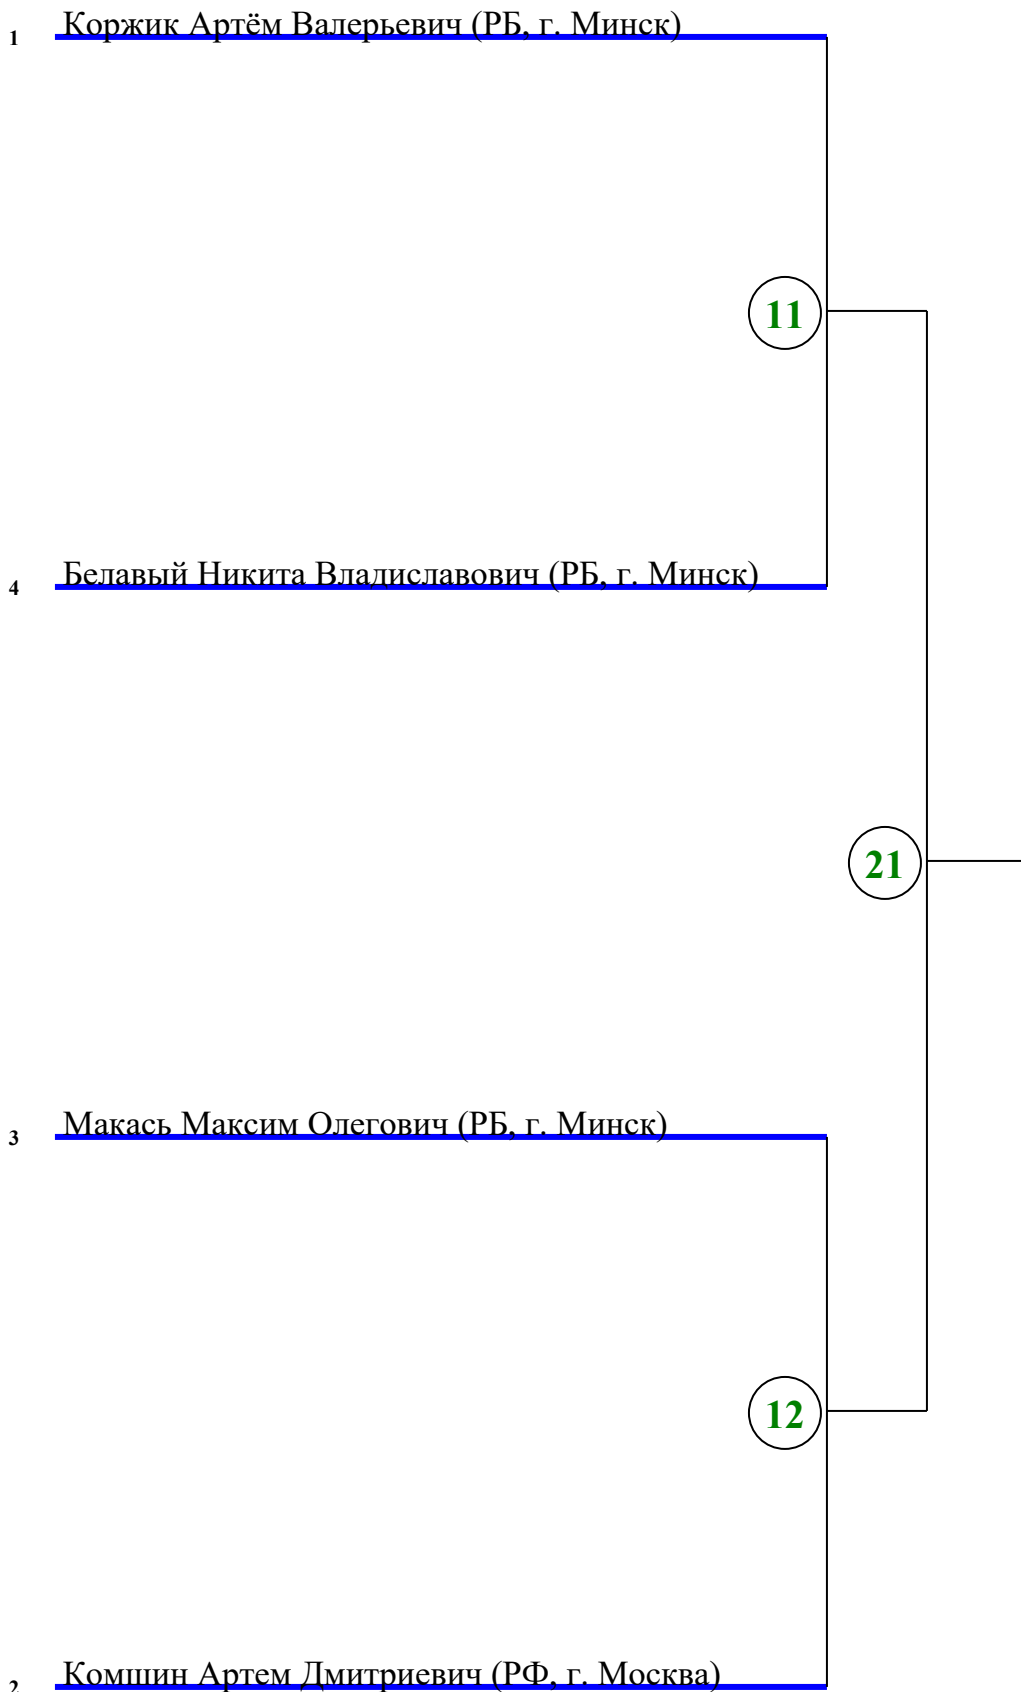 1 Коржик Артём Валерьевич (РБ, г. Минск)
11
4 Белавый Никита Владиславович (РБ, г. Минск)
21
3 Макась Максим Олегович (РБ, г. Минск)
12
2 Комшин Артем Дмитриевич (РФ, г. Москва)